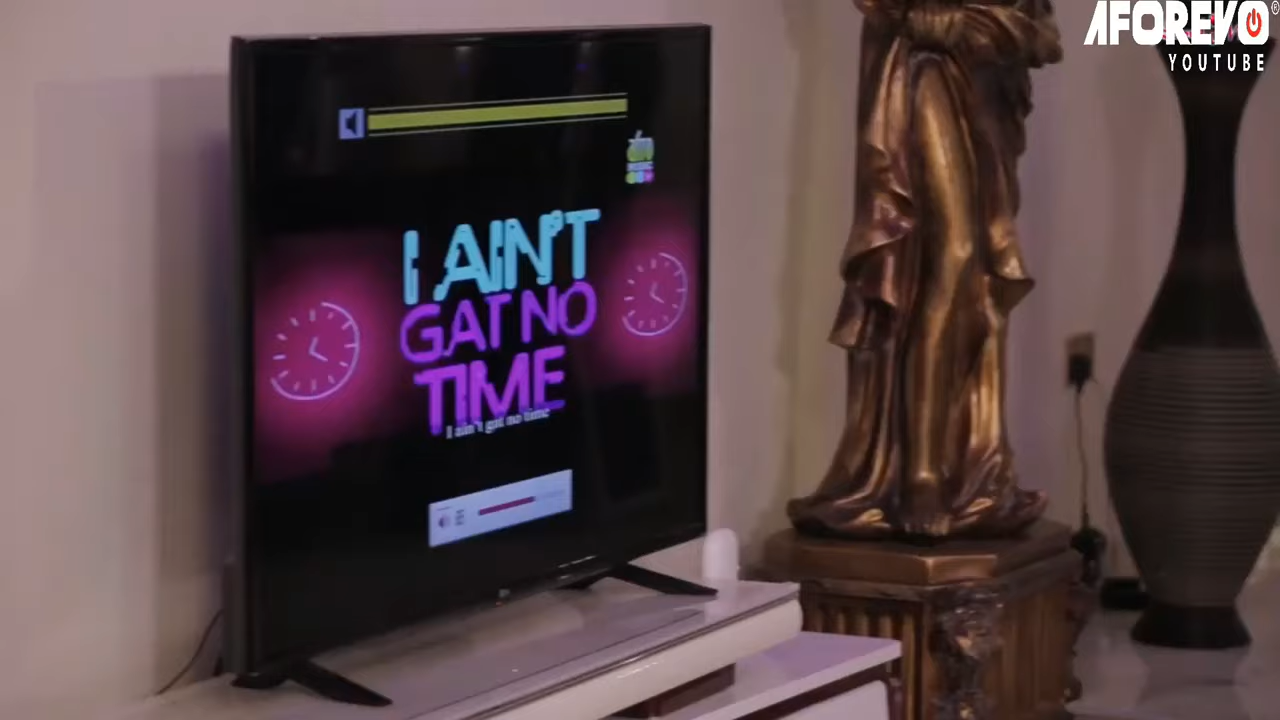 AFOREVO®
YOUTUBE
I AIN'T
GAT NO
TIME
I ain't gat no time